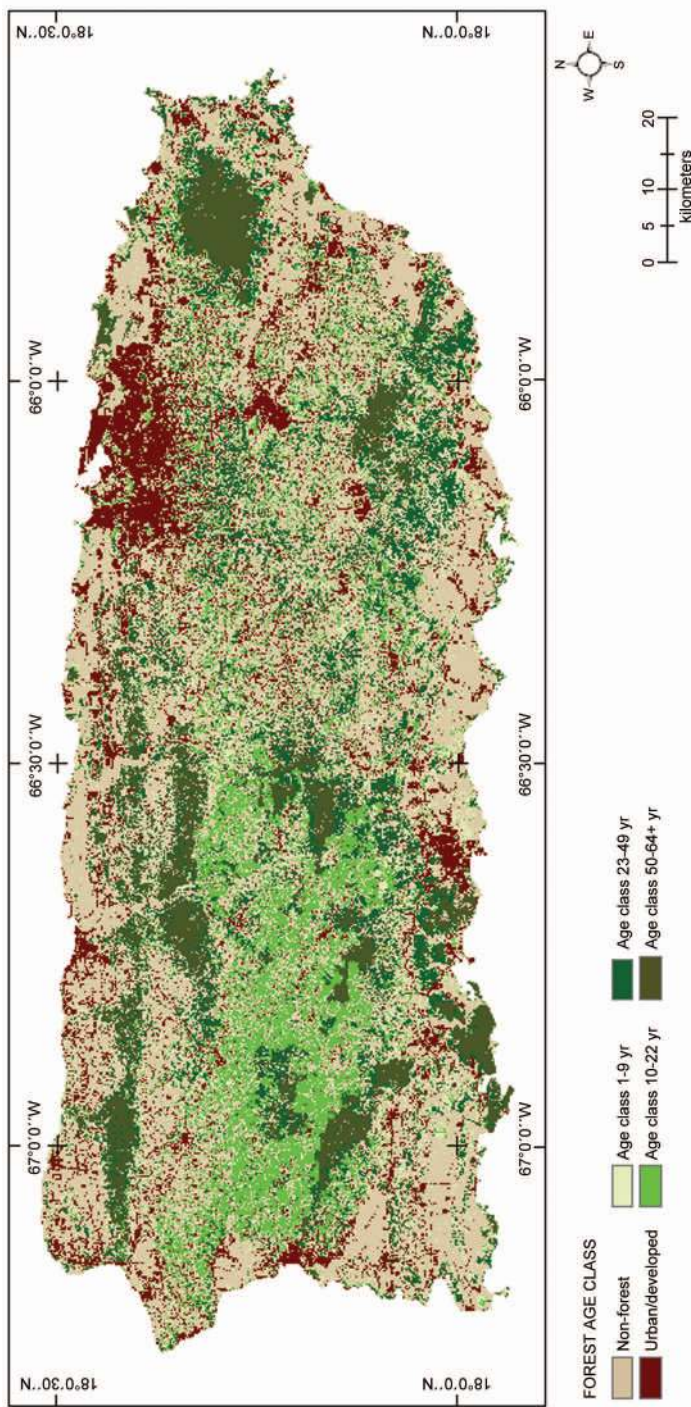 67°0'0''W
66°30'0''W
66°0'0''W
18°0'30''N
18°0'30''N
18°0'0''N
18°0'0''N
67°0'0''W
66°30'0''W
66°0'0''W
N
W
E
S
0
5
10
20
kilometers
FOREST AGE CLASS
Non-forest
Urban/developed
Age class 1-9 yr
Age class 10-22 yr
Age class 23-49 yr
Age class 50-64+ yr